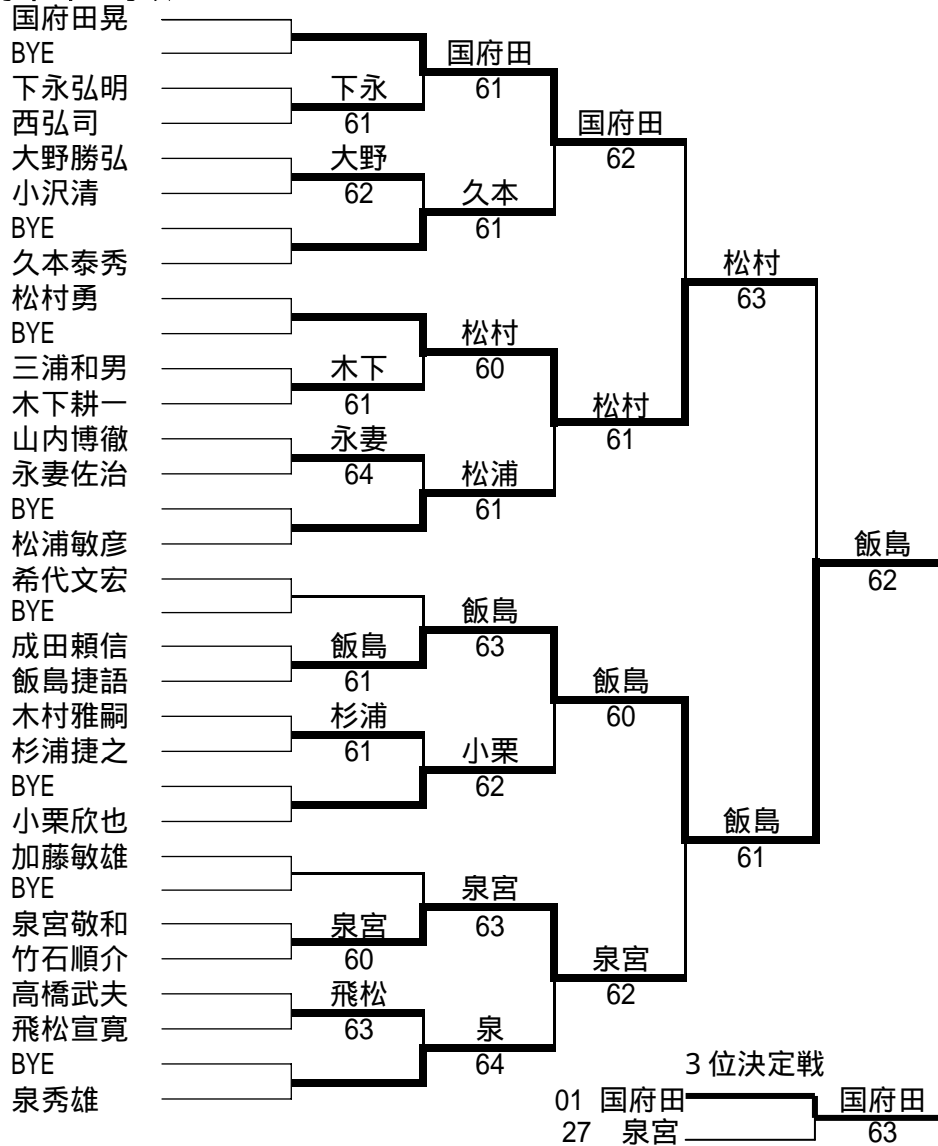 国府田晃
BYE
国府田
下永弘明
下永
61
西弘司
61
国府田
大野勝弘
大野
62
小沢清
62
久本
BYE
61
久本泰秀
松村
松村勇
63
BYE
松村
三浦和男
木下
60
木下耕一
61
松村
山内博徹
永妻
61
永妻佐治
64
松浦
BYE
61
松浦敏彦
飯島
希代文宏
62
BYE
飯島
成田頼信
飯島
63
飯島捷語
61
飯島
木村雅嗣
杉浦
60
杉浦捷之
61
小栗
BYE
62
小栗欣也
飯島
加藤敏雄
61
BYE
泉宮
泉宮敬和
泉宮
63
竹石順介
60
泉宮
高橋武夫
飛松
62
飛松宣寛
63
泉
BYE
64
3位決定戦
泉秀雄
01 国府田
国府田
27 泉宮
63